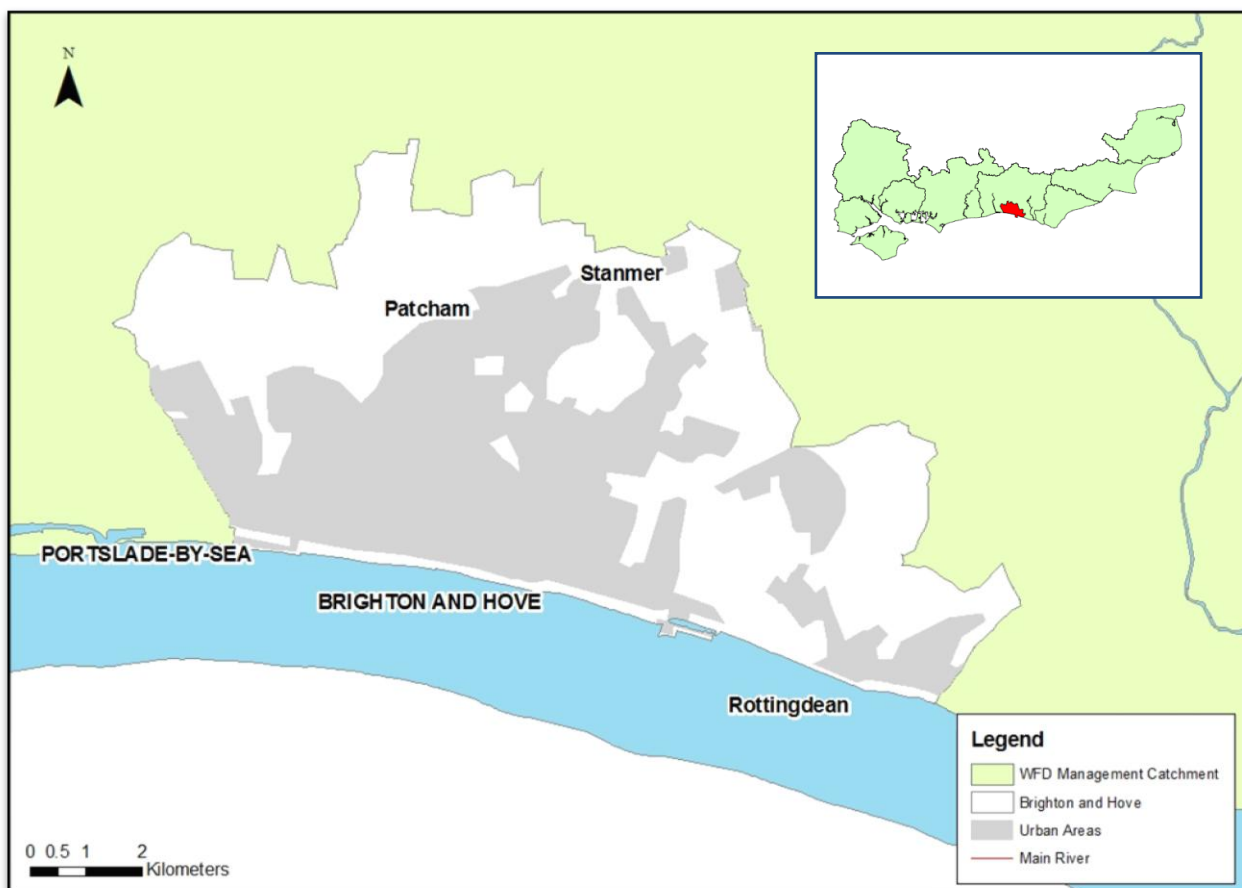 N
Stanmer
Patcham
PORTSLADE-BY-SEA
BRIGHTON AND HOVE
Rottingdean
Legend
WFD Management Catchment
Brighton and Hove
Urban Areas
Main River
0 0.5 1 2
Kilometers